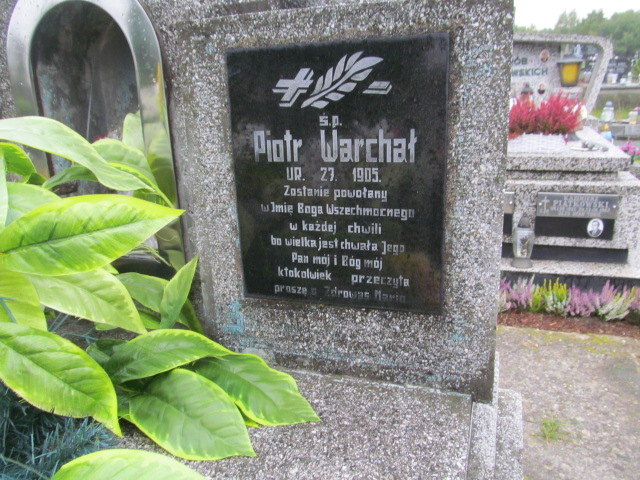 ś.p.
Piotr Warchał
UR. 27. 1905.
Zostanie powołany
w Imię Boga Wszechmocnego
w każdej chwili
bo wielka jest chwała Jego
Pan mój i Bóg mój
ktokolwiek przeczyta
proszę o Zdrowaś Maria